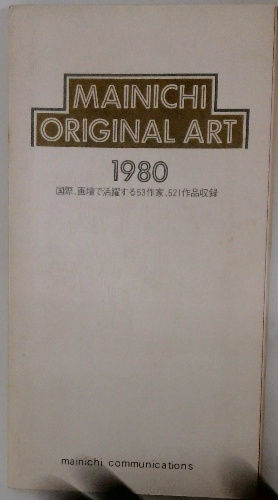 MAINICHI
ORIGINAL ART
1980
国際、画壇で活躍する53作家、521作品収録
mainichi communications